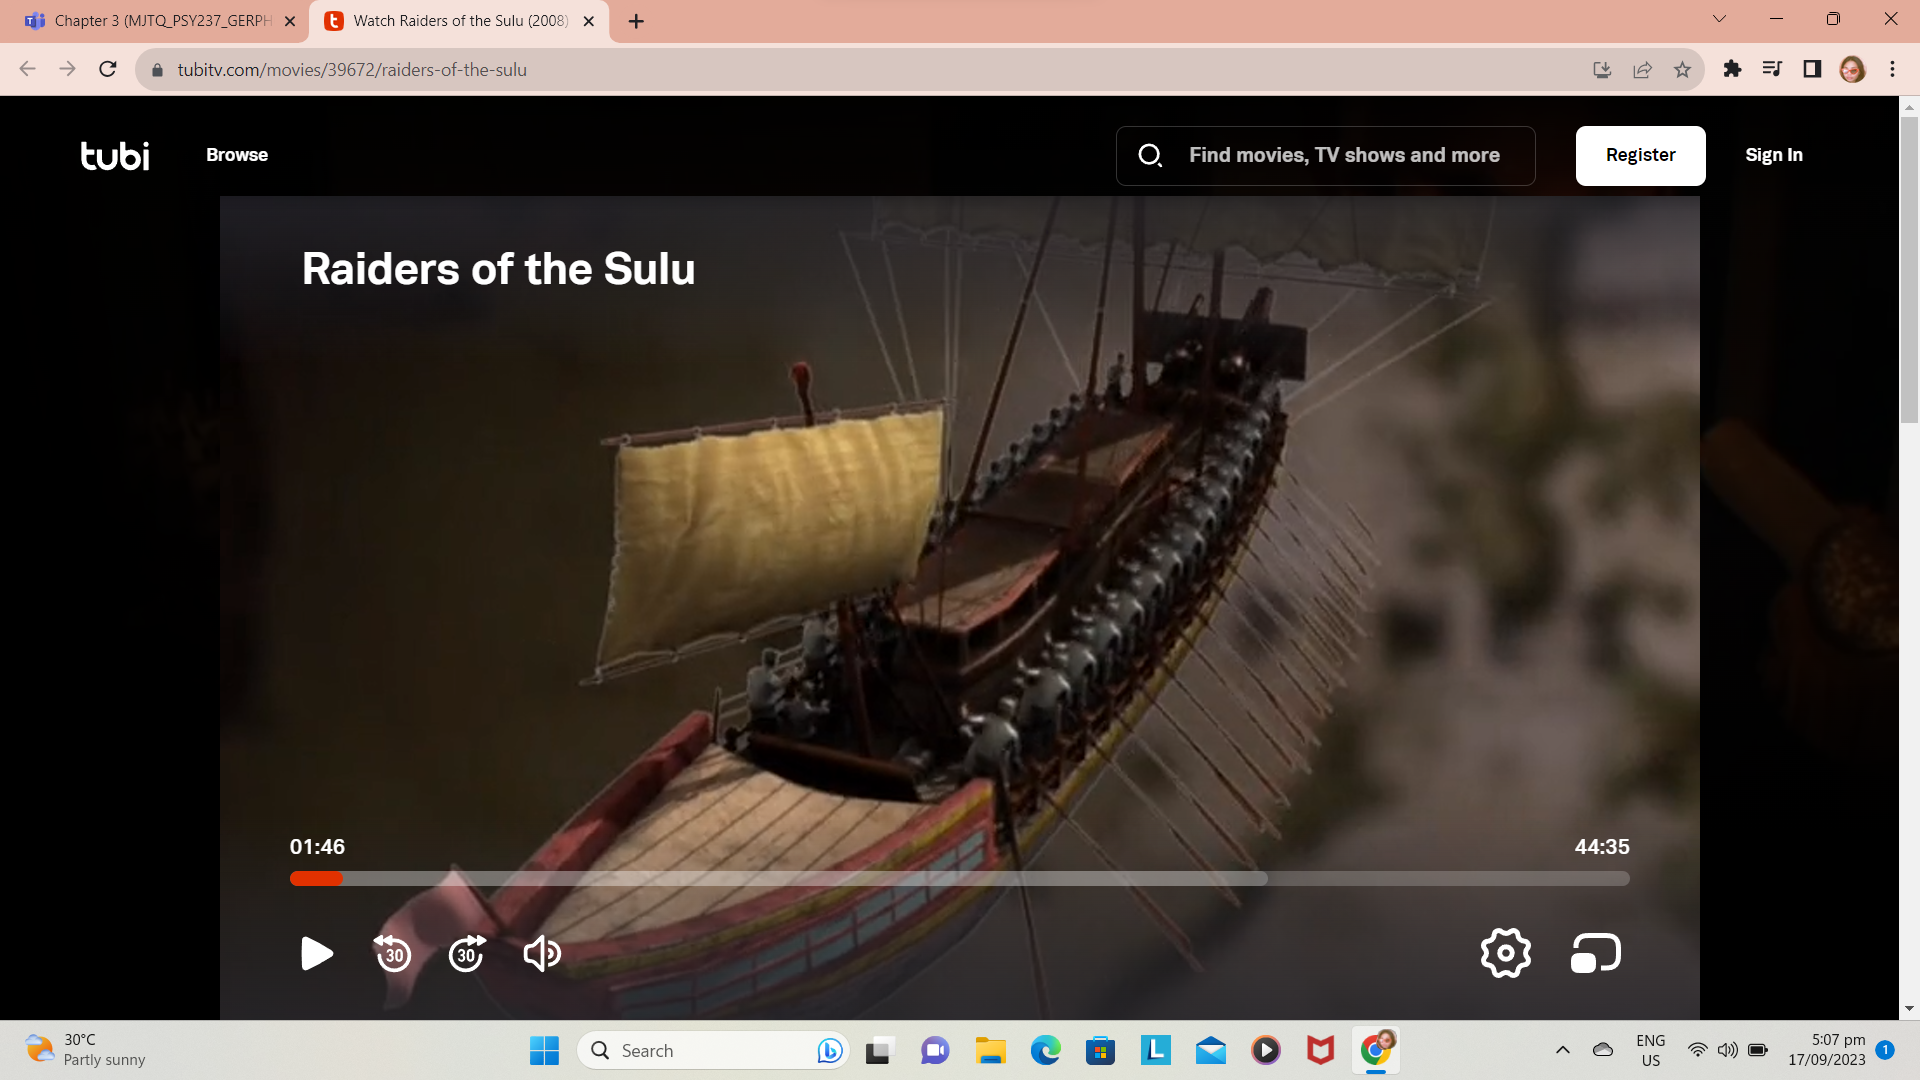 Chapter 3 (MJTQ_PSY237_GERPH
Watch Raiders of the Sulu (2008)
tubitv.com/movies/39672/raiders-of-the-sulu
tubi
Browse
Find movies, TV shows and more
Register
Sign In
Raiders of the Sulu
01:46
44:35
30
30
30°C
Partly sunny
Search
L
ENG
US
5:07 pm
17/09/2023
1